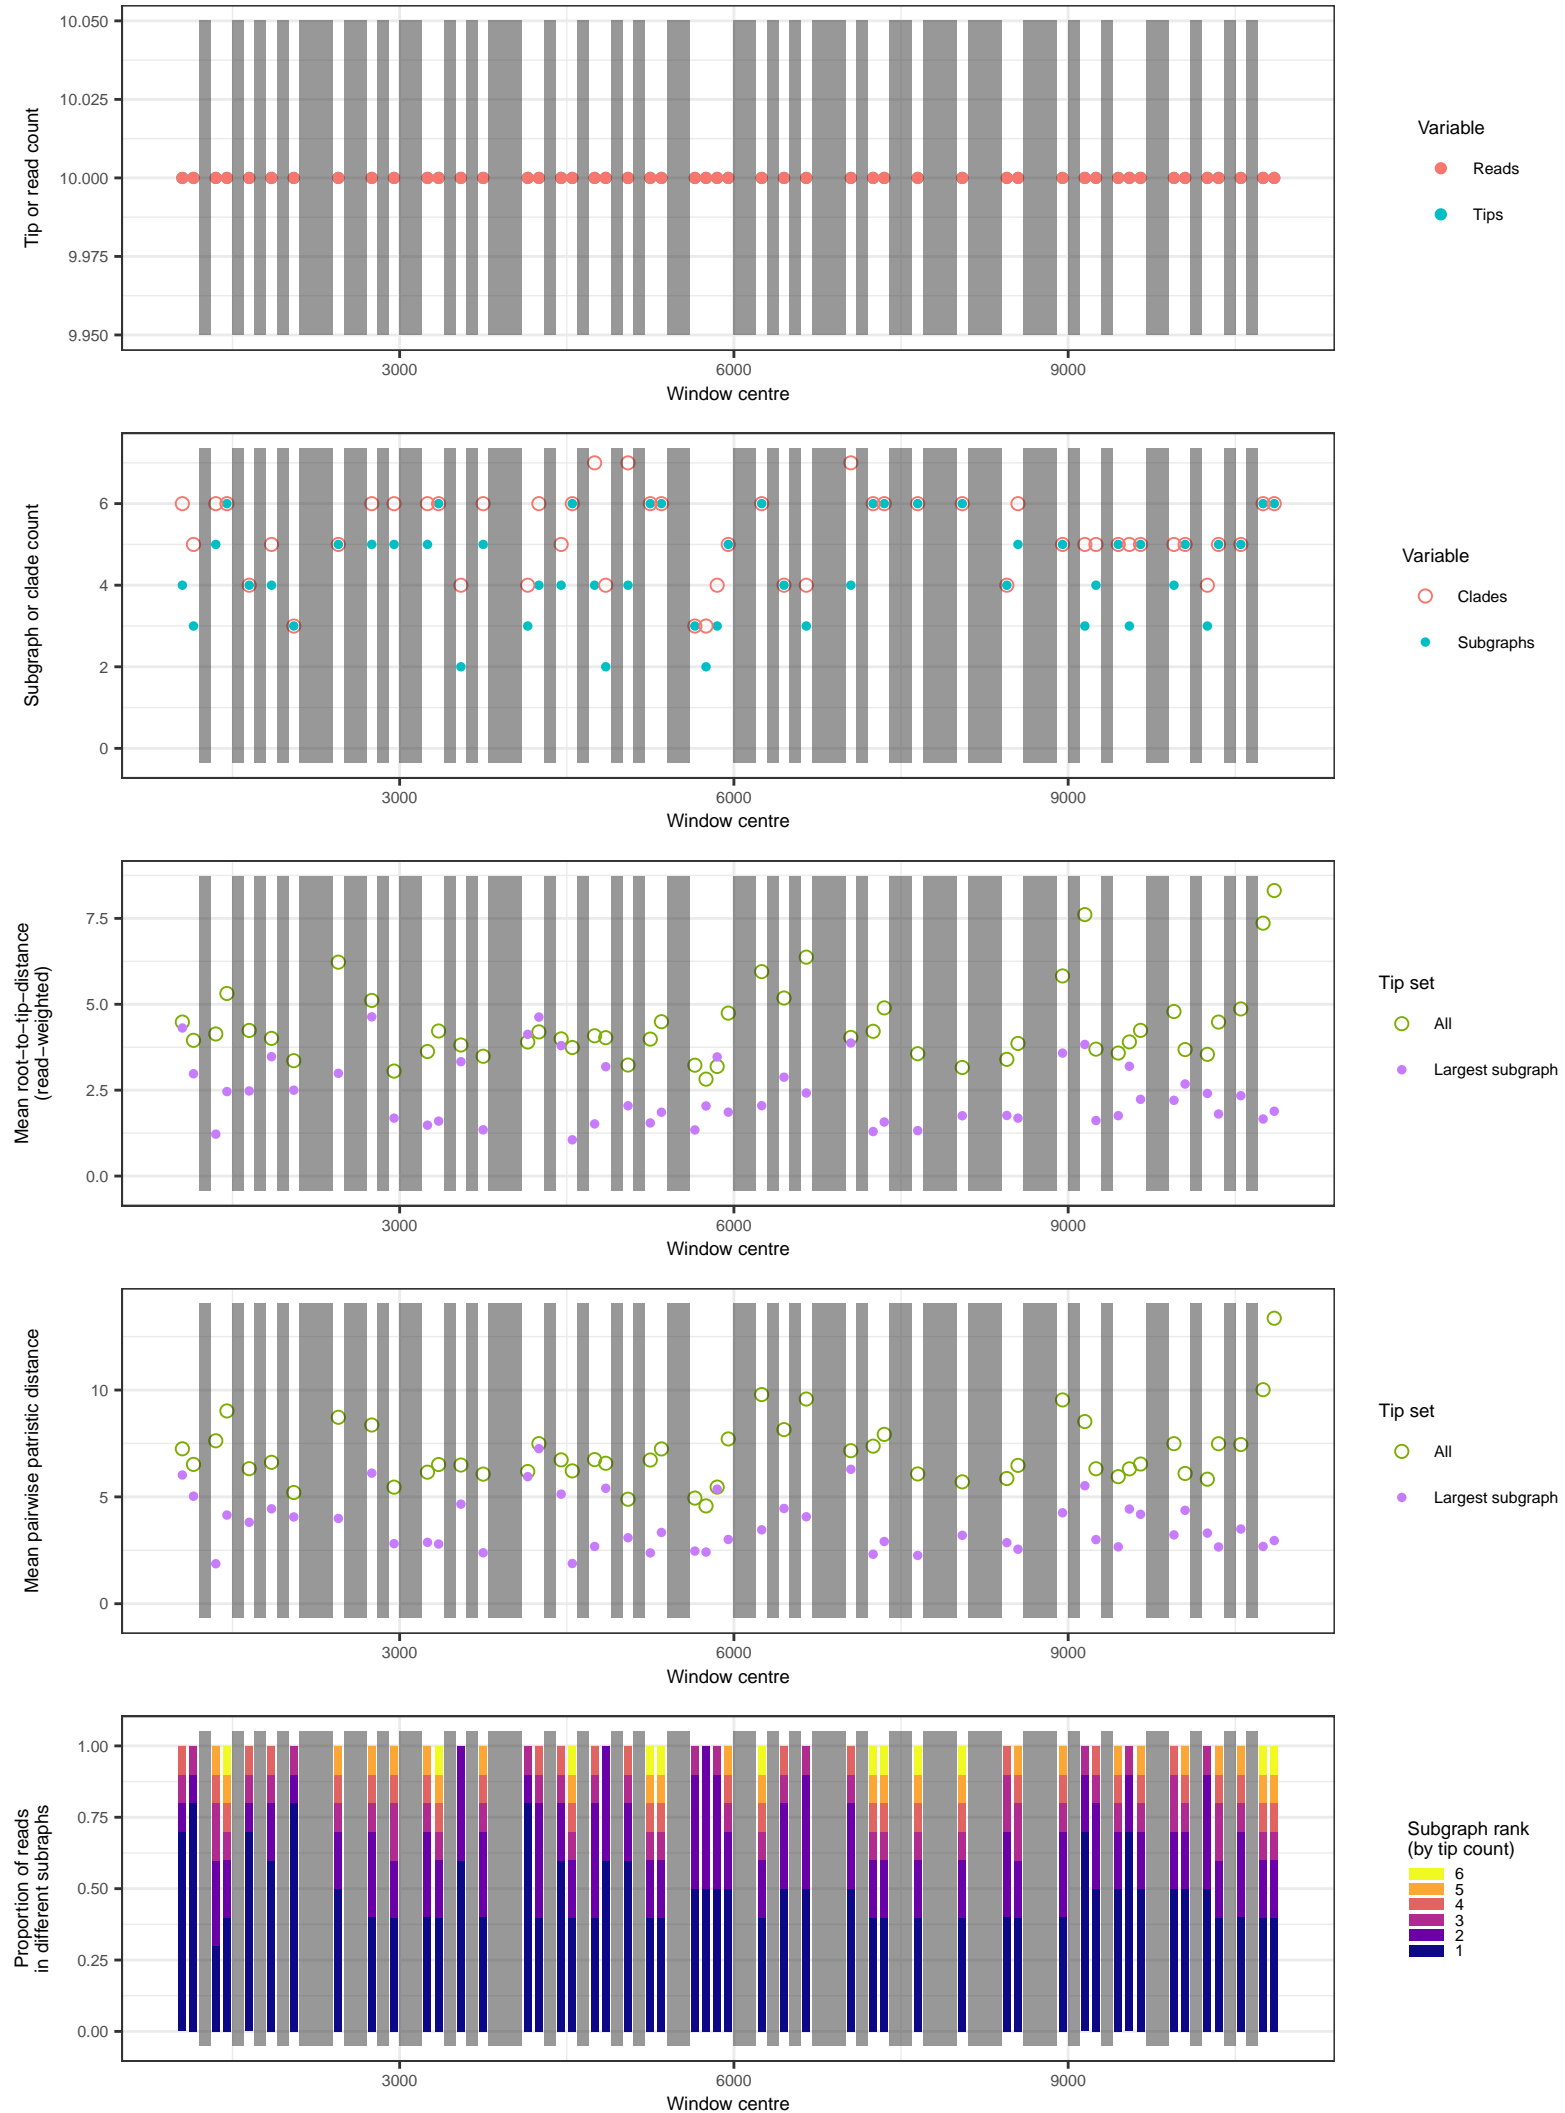 10.050
10.025
10.000
9.975
9.950
Tip or read count
3000
6000
9000
Window centre
Variable
Reads
Tips
6
4
2
0
Subgraph or clade count
3000
6000
9000
Window centre
Variable
Clades
Subgraphs
7.5
5.0
2.5
0.0
Mean root−to−tip−distance
(read−weighted)
3000
6000
9000
Window centre
Tip set
All
Largest subgraph
10
5
0
Mean pairwise patristic distance
3000
6000
9000
Window centre
Tip set
All
Largest subgraph
1.00
0.75
0.50
0.25
0.00
Proportion of reads
in different subraphs
3000
6000
9000
Window centre
Subgraph rank
(by tip count)
6
5
4
3
2
1